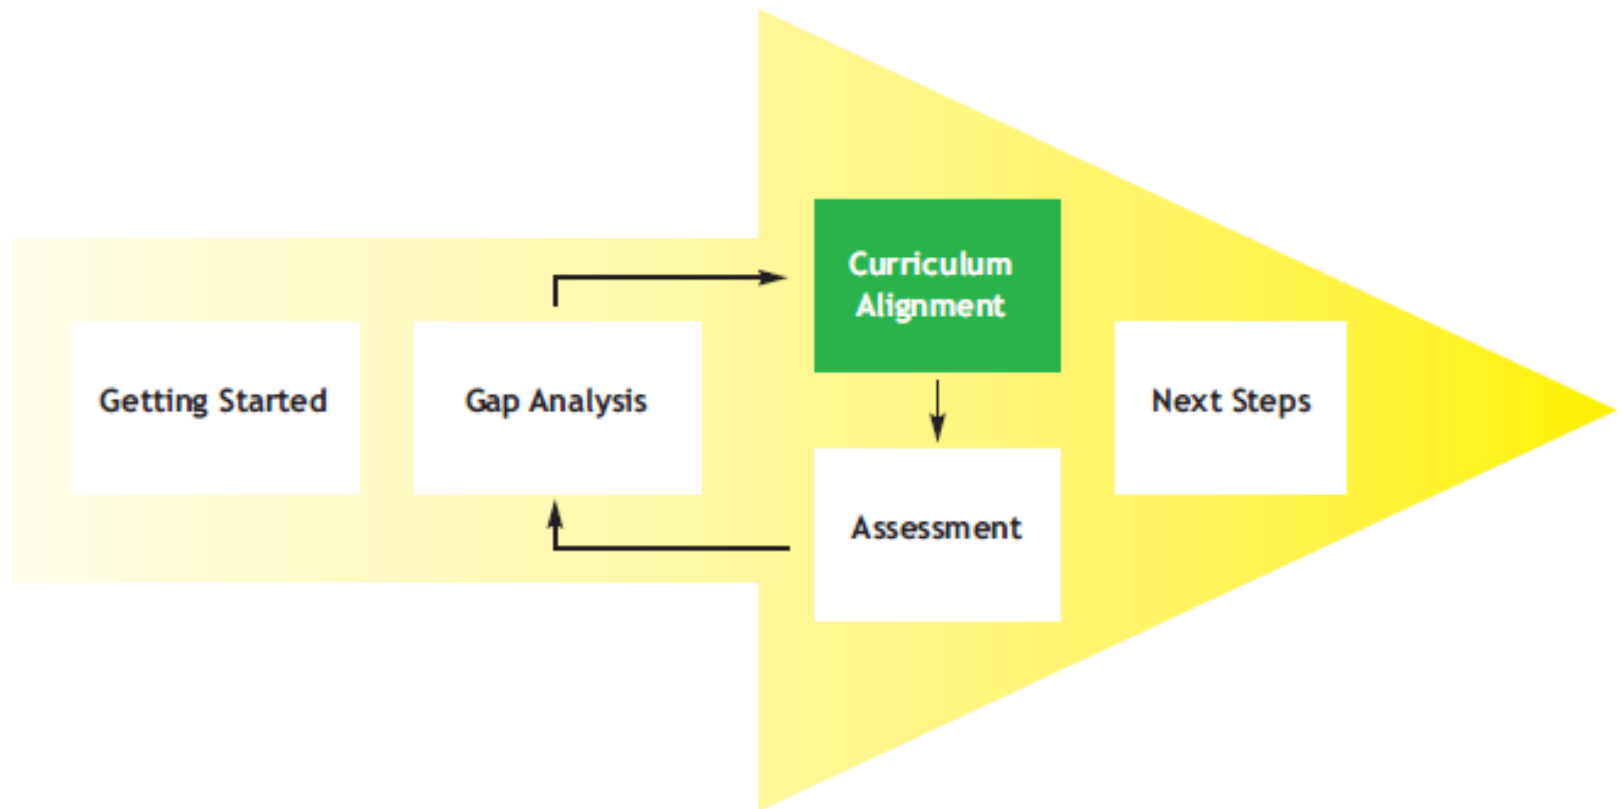 Getting Started
Gap Analysis
Curriculum
Alignment
Assessment
Next Steps